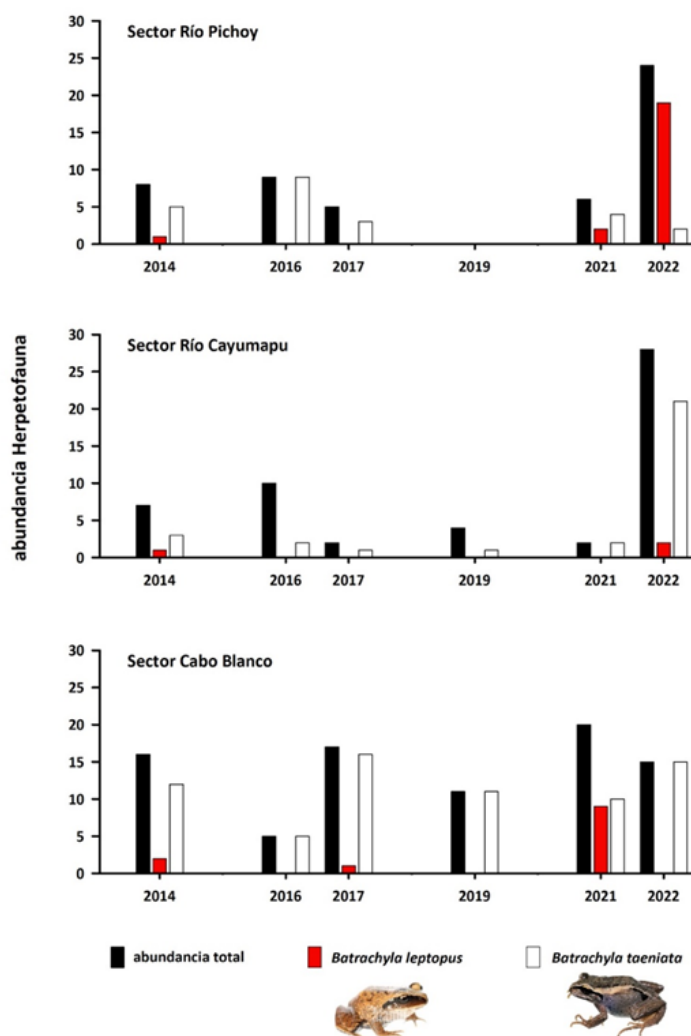 abundancia Herpetofauna
Sector Río Pichoy
30
25
20
15
10
5
0
2014 2016 2017 2019 2021 2022
Sector Río Cayumapu
30
25
20
15
10
5
0
2014 2016 2017 2019 2021 2022
Sector Cabo Blanco
30
25
20
15
10
5
0
2014 2016 2017 2019 2021 2022
abundancia total Batrachyla leptopus Batrachyla taeniata